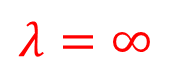 λ = ∞